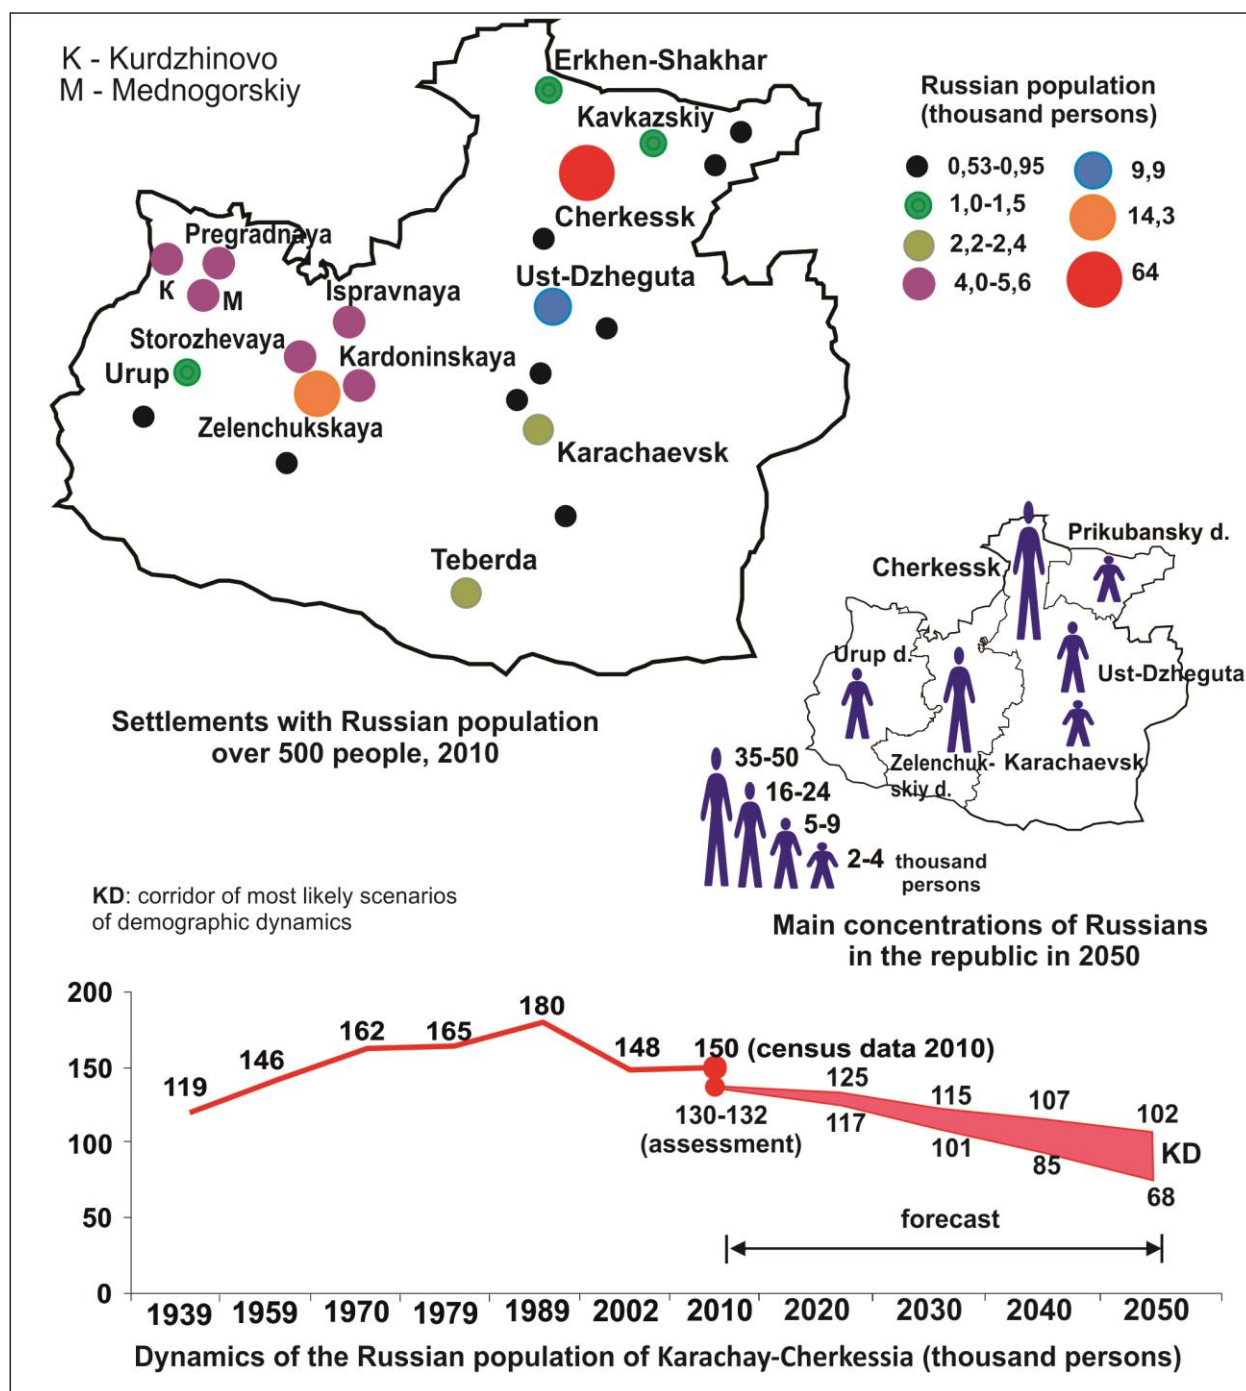 K - Kurdzhinovo
M - Mednogorskiy
Erkhen-Shakhar
Kavkazskiy
Cherkessk
Pregradnaya
K
M
Ust-Dzheguta
Ispravnaya
Storozhevaya
Kardoninskaya
Urup
Zelenchukskaya
Karachaevsk
Teberda
Russian population
(thousand persons)
0,53-0,95
1,0-1,5
2,2-2,4
4,0-5,6
9,9
14,3
64
Settlements with Russian population
over 500 people, 2010
Prikubansky d.
Cherkessk
Urup d.
Ust-Dzheguta
Zelenchuk-
skiy d.
Karachaevsk
35-50
16-24
5-9
2-4 thousand
persons
Main concentrations of Russians
in the republic in 2050
KD: corridor of most likely scenarios
of demographic dynamics
200
150
100
50
0
119
146
162
165
180
148
150 (census data 2010)
130-132
(assessment)
125
117
115
101
107
85
102
KD
68
forecast
1939 1959 1970 1979 1989 2002 2010 2020 2030 2040 2050
Dynamics of the Russian population of Karachay-Cherkessia (thousand persons)